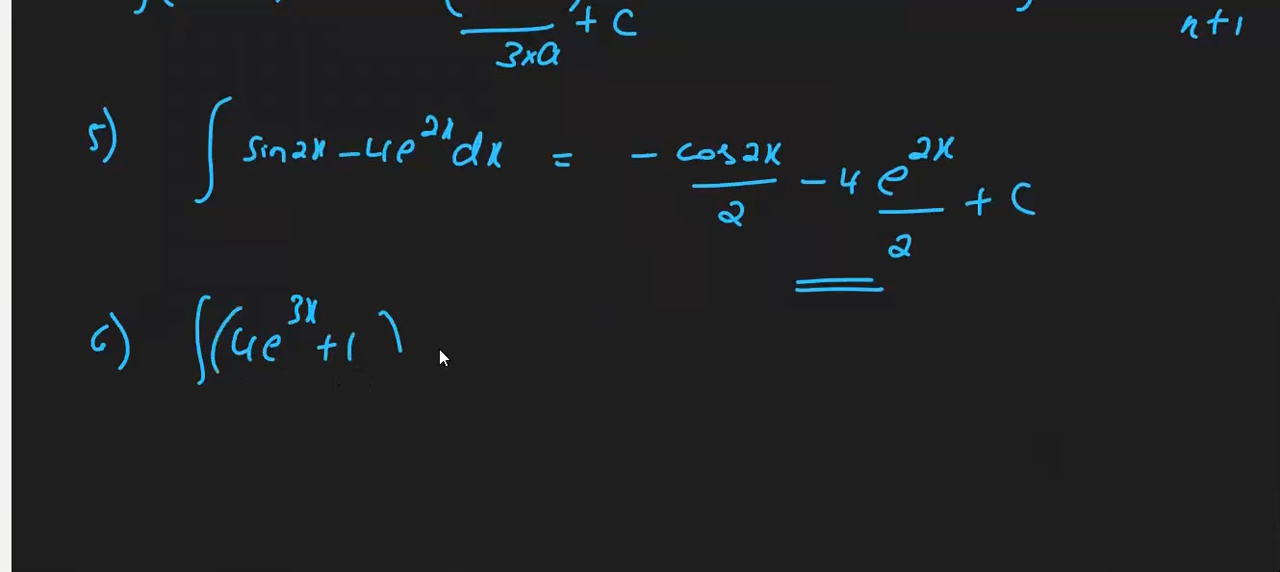 + C
3xa
n+1
5) ∫ sin2x - 4e^{2x} dx = - cos2x/2 - 4 e^{2x}/2 + C
6) ∫(4e^{3x} + 1)